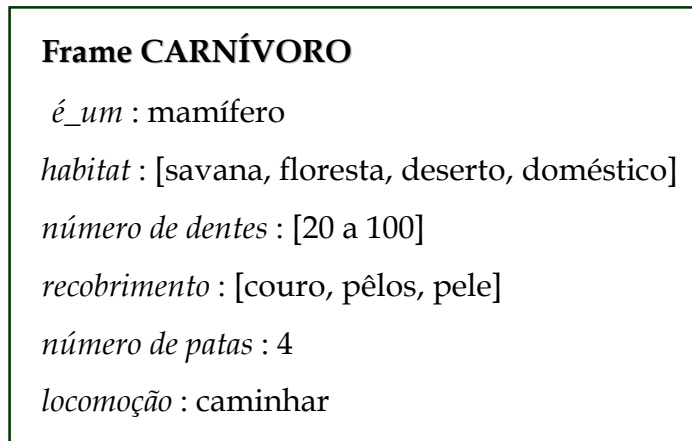 Frame CARNÍVORO
é_um : mamífero
habitat : [savana, floresta, deserto, doméstico]
número de dentes : [20 a 100]
recobrimento : [couro, pêlos, pele]
número de patas : 4
locomoção : caminhar